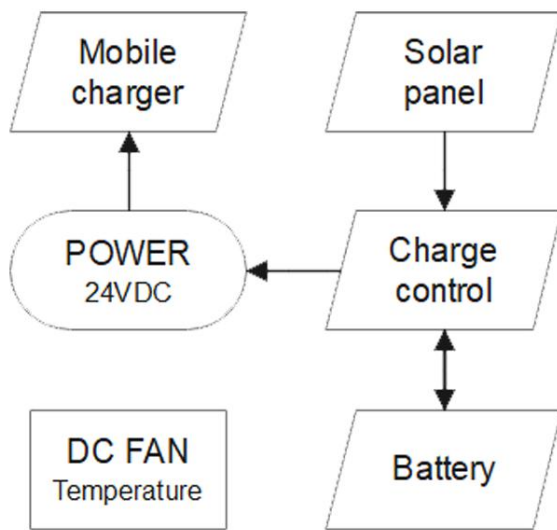 Mobile
charger
Solar
panel
POWER
24VDC
Charge
control
DC FAN
Temperature
Battery